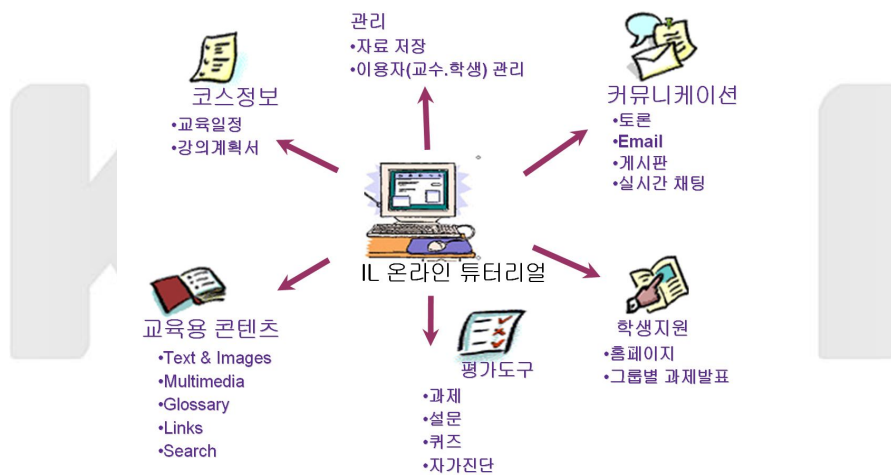 관리
•자료 저장
•이용자(교수.학생) 관리
코스정보
•교육일정
•강의계획서
커뮤니케이션
•토론
•Email
•게시판
•실시간 채팅
IL 온라인 튜터리얼
교육용 콘텐츠
•Text & Images
•Multimedia
•Glossary
•Links
•Search
평가도구
•과제
•설문
•퀴즈
•자가진단
학생지원
•홈페이지
•그룹별 과제발표